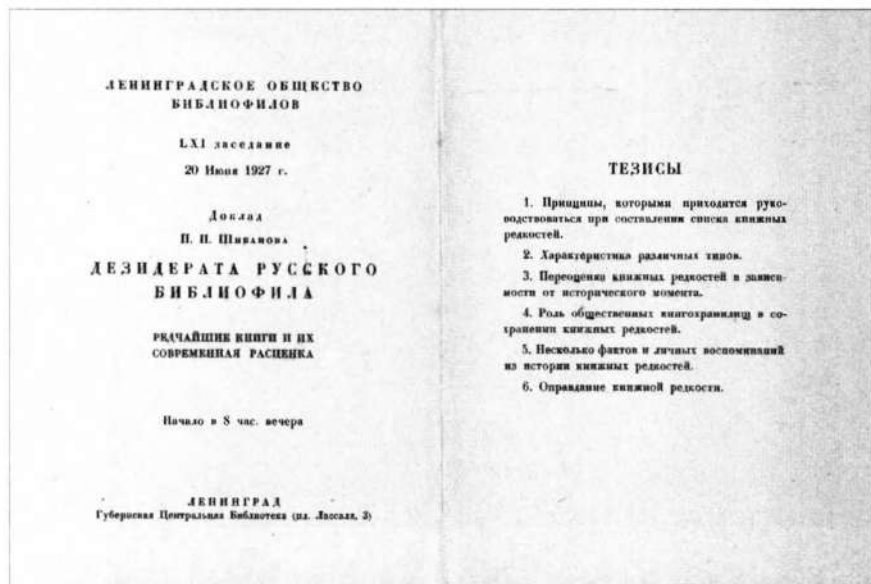 ЛЕНИНГРАДСКОЕ ОБЩЕСТВО
БИБЛИОФИЛОВ
LXI заседание
20 Июня 1927 г.
Доклад
П. П. Шибанова
ДЕЗИДЕРАТА РУССКОГО
БИБЛИОФИЛА
РЕДЧАЙШИЕ КНИГИ И ИХ
СОВРЕМЕННАЯ РАСЦЕНКА
Начало в 8 час. вечера
ЛЕНИНГРАД
Губернская Центральная Библиотека (пл. Лассаля, 3)
ТЕЗИСЫ
1. Принципы, которыми приходится руко-
водствоваться при составлении списка книжных
редкостей.
2. Характеристика различных типов.
3. Переоценка книжных редкостей в зависи-
мости от исторического момента.
4. Роль общественных книгохранилищ в со-
хранении книжных редкостей.
5. Несколько фактов и личных воспоминаний
из истории книжных редкостей.
6. Оправдание книжной редкости.